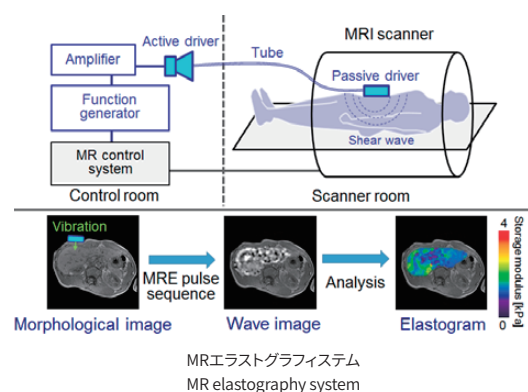 MRI scanner
Active driver
Amplifier
Tube
Passive driver
Function
generator
Shear wave
MR control
system
Control room
Scanner room
Vibration
MRE pulse
sequence
Analysis
4
0
Storage modulus [kPa]
Morphological image
Wave image
Elastogram
MRエラストグラフィステム
MR elastography system